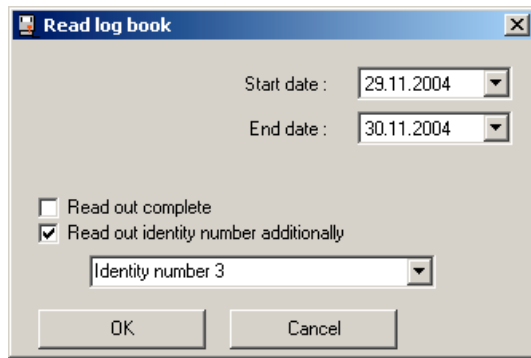 Read log book
Start date : 29.11.2004
End date : 30.11.2004
Read out complete
Read out identity number additionally
Identity number 3
OK Cancel